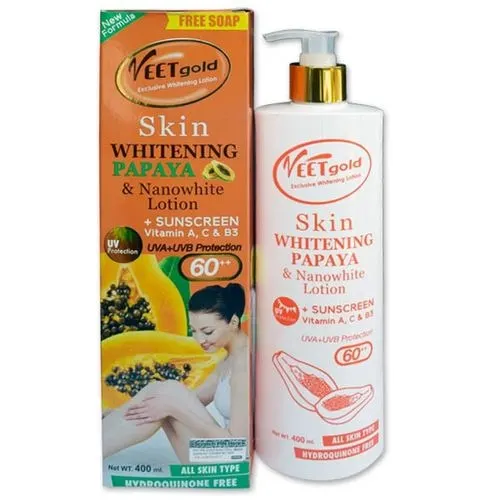 New
Formula
FREE SOAP
VEETgold
Exclusive Whitening Lotion
Skin
WHITENING
PAPAYA
& Nanowhite
Lotion
+ SUNSCREEN
Vitamin A, C & B3
UV
Protection
UVA+UVB Protection
60++
Net WT. 400 ml.
ALL SKIN TYPE
HYDROQUINONE FREE
VEETgold
Exclusive Whitening Lotion
Skin
WHITENING
PAPAYA
& Nanowhite
Lotion
+ SUNSCREEN
Vitamin A, C & B3
UV
UVA+UVB Protection
60++
Net WT. 400 ml.
ALL SKIN TYPE
HYDROQUINONE FREE